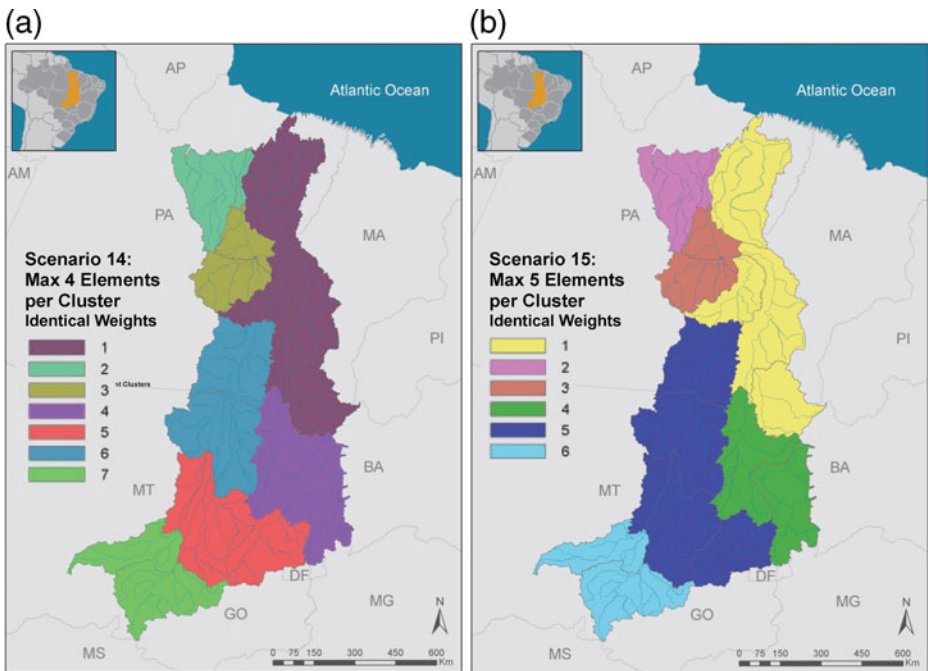 (a)
AP
Atlantic Ocean
AM
PA
MA
Scenario 14:
Max 4 Elements
per Cluster
Identical Weights
PI
1
2
3
nt Clusters
4
5
6
7
BA
MT
DF
GO
MG
MS
N
0 75 150 300 450 600
Km
(b)
AP
Atlantic Ocean
AM
PA
MA
Scenario 15:
Max 5 Elements
per Cluster
Identical Weights
PI
1
2
3
4
5
6
BA
MT
DF
GO
MG
MS
N
0 75 150 300 450 600
Km